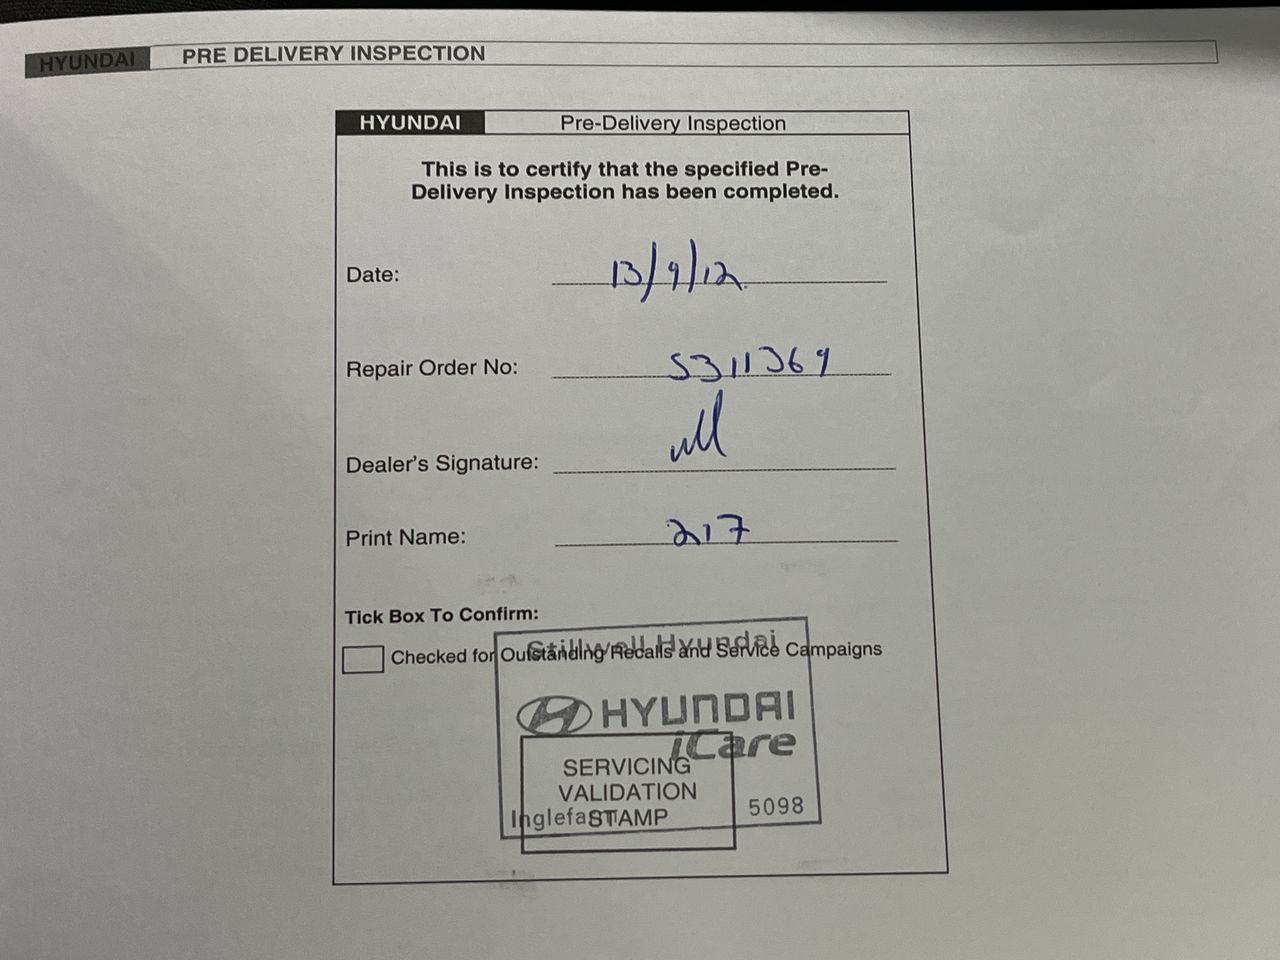 HYUNDAI PRE DELIVERY INSPECTION
HYUNDAI Pre-Delivery Inspection
This is to certify that the specified Pre-
Delivery Inspection has been completed.
Date: 13/9/12
Repair Order No: S311369
Dealer's Signature:
Print Name: 217
Tick Box To Confirm:
Stillwell Hyundai
Checked for Outstanding Recalls and Service Campaigns
HYUNDAI
iCare
SERVICING
VALIDATION
STAMP
5098